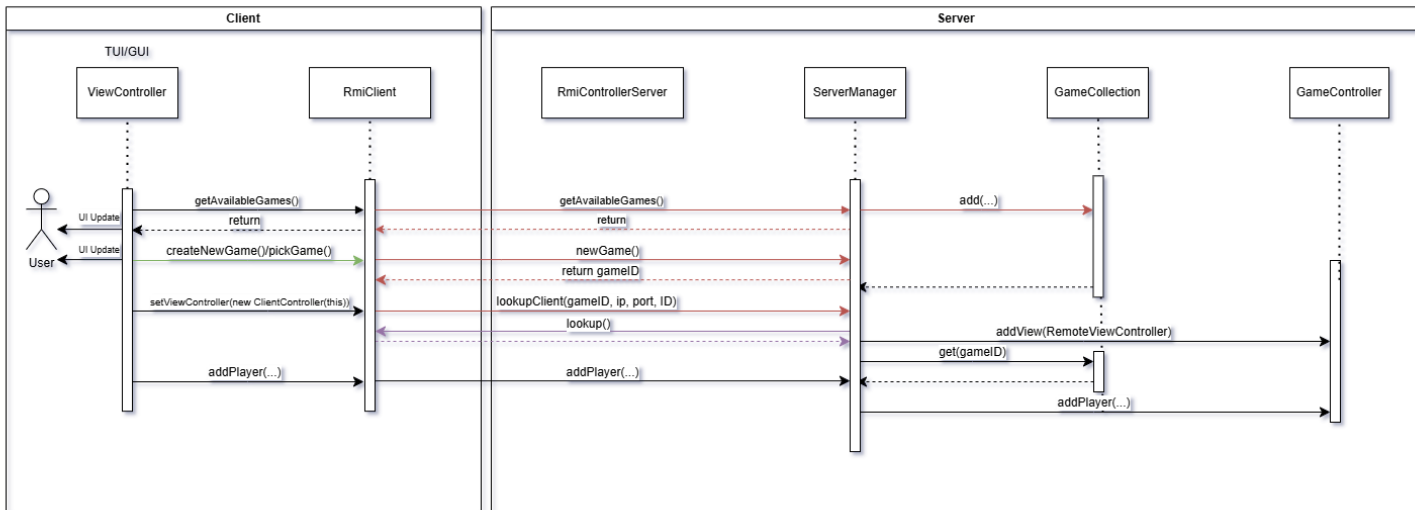 Client
Server
TUI/GUI
ViewController
RmiClient
RmiControllerServer
ServerManager
GameCollection
GameController
getAvailableGames()
getAvailableGames()
add(...)
UI Update
return
return
UI Update
createNewGame()/pickGame()
newGame()
User
return gameID
setViewController(new ClientController(this))
lookupClient(gameID, ip, port, ID)
lookup()
addView(RemoteViewController)
get(gameID)
addPlayer(...)
addPlayer(...)
addPlayer(...)